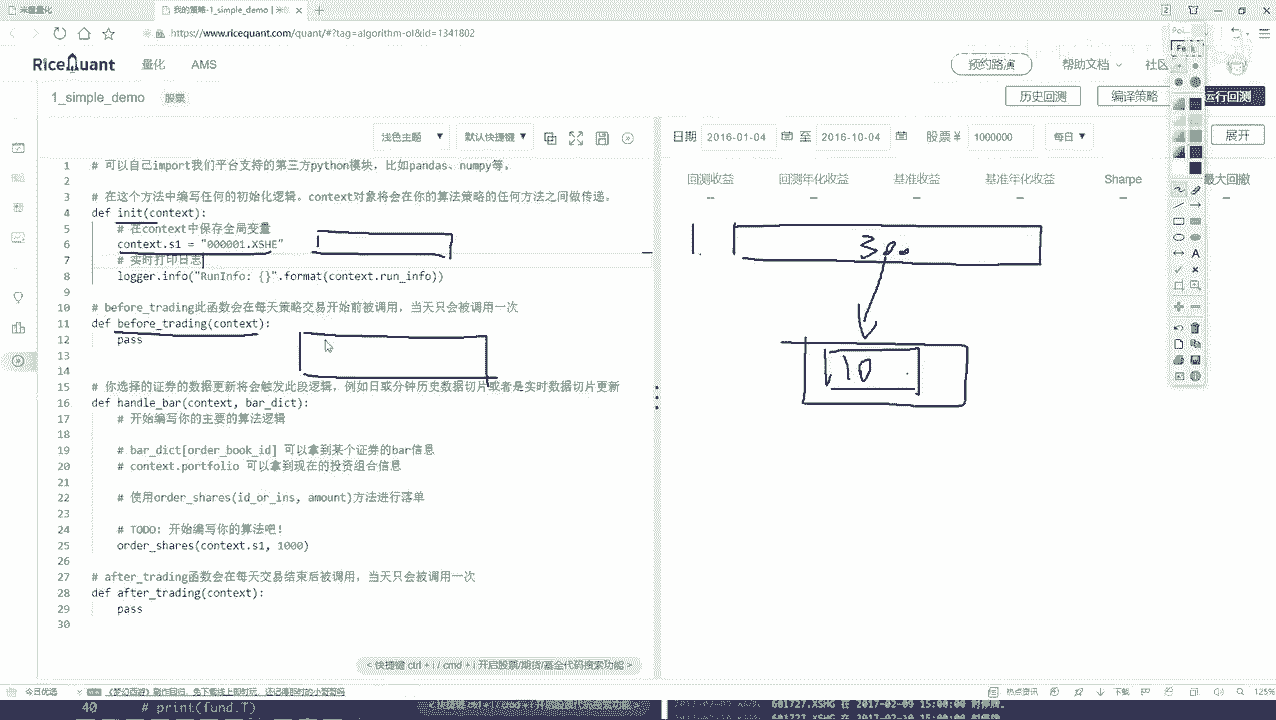 米筐量化
我的策略-1_simple_demo | 米筐
https://www.ricequant.com/quant/#?tag=algorithm-ol&id=1341802
RiceQuant 量化 AMS 预约路演 帮助文档 社区
1_simple_demo 股票 历史回测 编译策略 运行回测
浅色主题 默认快捷键 日期 2016-01-04 至 2016-10-04 股票 ¥ 1000000 每日 展开
回测收益 回测年化收益 基准收益 基准年化收益 Sharpe 最大回撤
-- -- -- -- -- --
1 # 可以自己import我们平台支持的第三方python模块，比如pandas、numpy等。
2
3 # 在这个方法中编写任何的初始化逻辑。context对象将会在你的算法策略的任何方法之间做传递。
4 def init(context):
5 # 在context中保存全局变量
6 context.s1 = "000001.XSHE"
7 # 实时打印日志
8 logger.info("RunInfo: {}".format(context.run_info))
9
10 # before_trading此函数会在每天策略交易开始前被调用，当天只会被调用一次
11 def before_trading(context):
12 pass
13
14
15 # 你选择的证券的数据更新将会触发此段逻辑，例如日或分钟历史数据切片或者是实时数据切片更新
16 def handle_bar(context, bar_dict):
17 # 开始编写你的主要的算法逻辑
18
19 # bar_dict[order_book_id] 可以拿到某个证券的bar信息
20 # context.portfolio 可以拿到现在的投资组合信息
21
22 # 使用order_shares(id_or_ins, amount)方法进行落单
23
24 # TODO: 开始编写你的算法吧！
25 order_shares(context.s1, 1000)
26
27 # after_trading函数会在每天交易结束后被调用，当天只会被调用一次
28 def after_trading(context):
29 pass
30
1.
300
10
< 快捷键 ctrl + i / cmd + i 开启股票/期货/基金代码搜索功能 >
今日优选 热点资讯 下载 125%
40 # print(fund.T)
601727.XSHG 在 2017-02-09 15:00:00 时停牌。